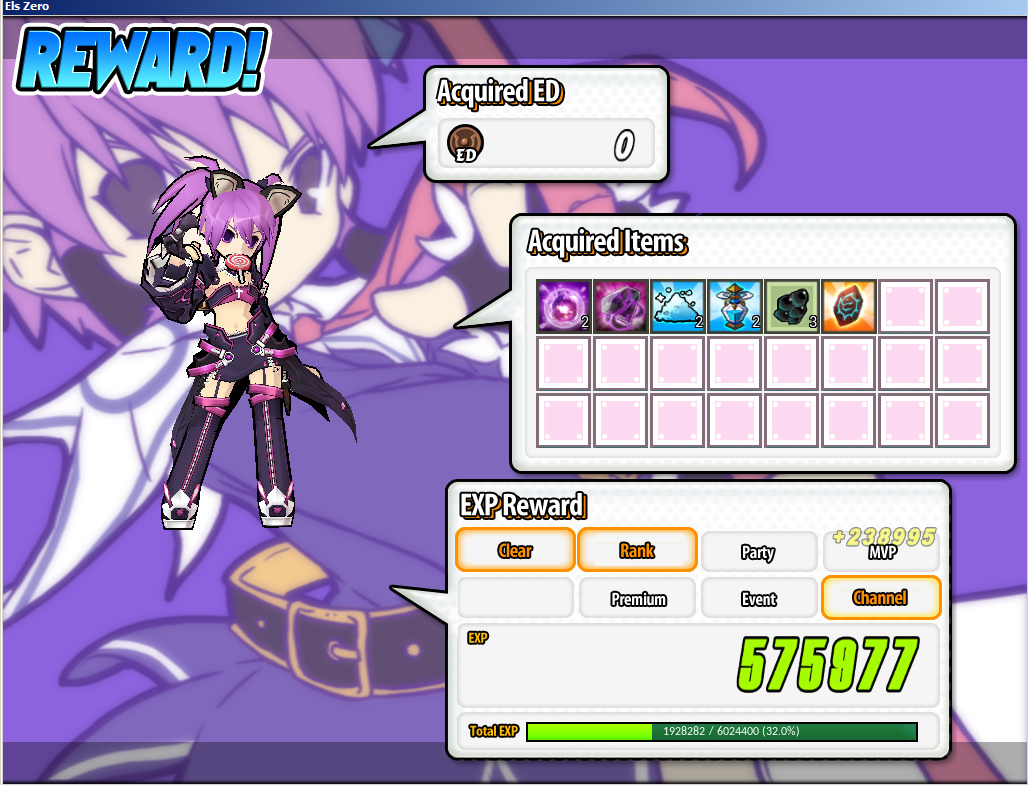 Els Zero
REWARD!
Acquired ED
ED
0
Acquired Items
2
2
2
3
EXP Reward
Clear
Rank
Party
+238995
MVP
Premium
Event
Channel
EXP
575977
Total EXP
1928282 / 6024400 (32.0%)